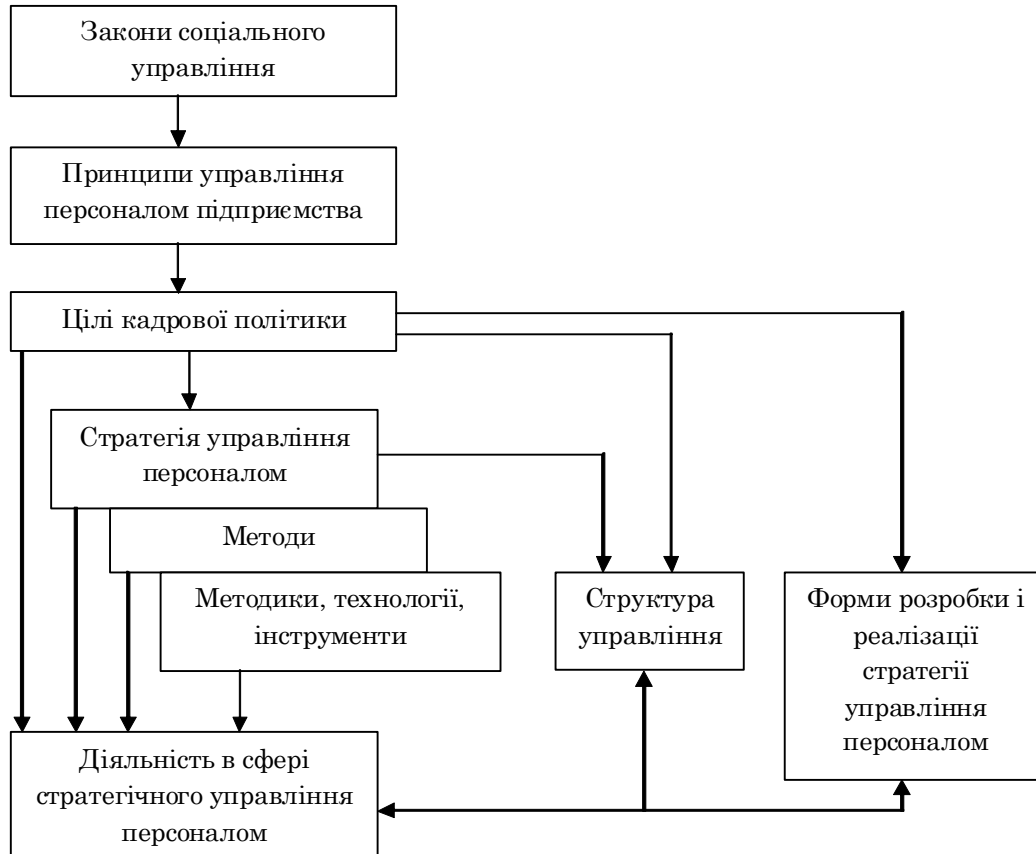 Закони соціального
управління
Принципи управління
персоналом підприємства
Цілі кадрової політики
Стратегія управління
персоналом
Методи
Методики, технології,
інструменти
Структура
управління
Форми розробки і
реалізації
стратегії
управління
персоналом
Діяльність в сфері
стратегічного управління
персоналом